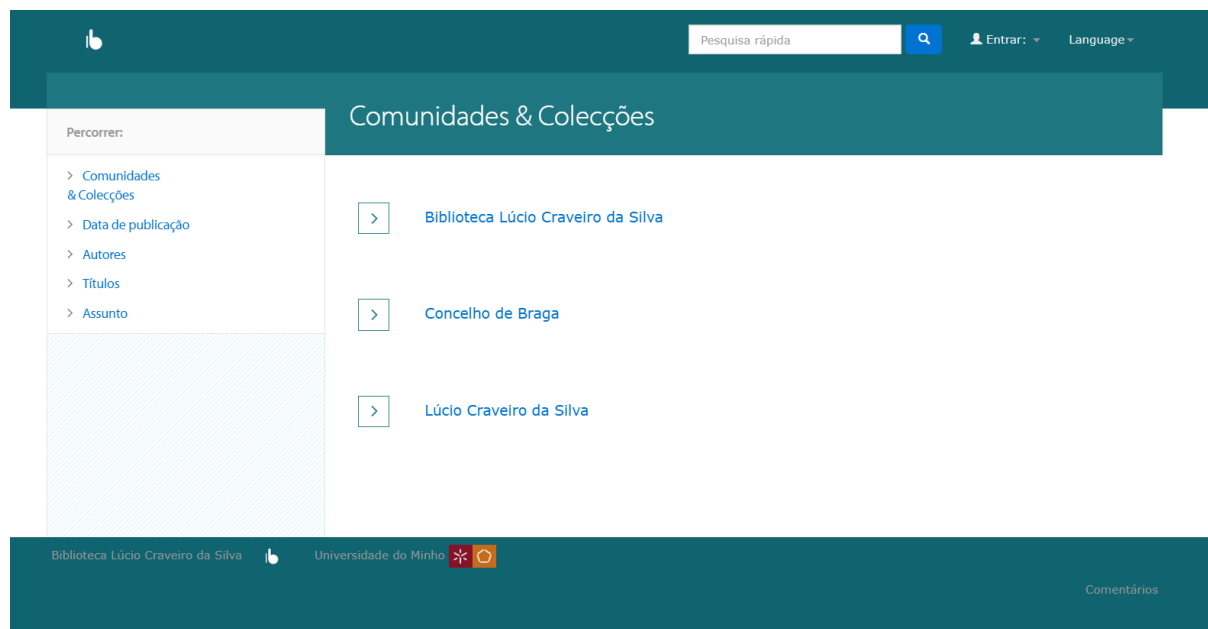 Pesquisa rápida
Entrar:
Language
Comunidades & Colecções
Percorrer:
Comunidades
& Colecções
Data de publicação
Autores
Títulos
Assunto
Biblioteca Lúcio Craveiro da Silva
Concelho de Braga
Lúcio Craveiro da Silva
Biblioteca Lúcio Craveiro da Silva
Universidade do Minho
Comentários